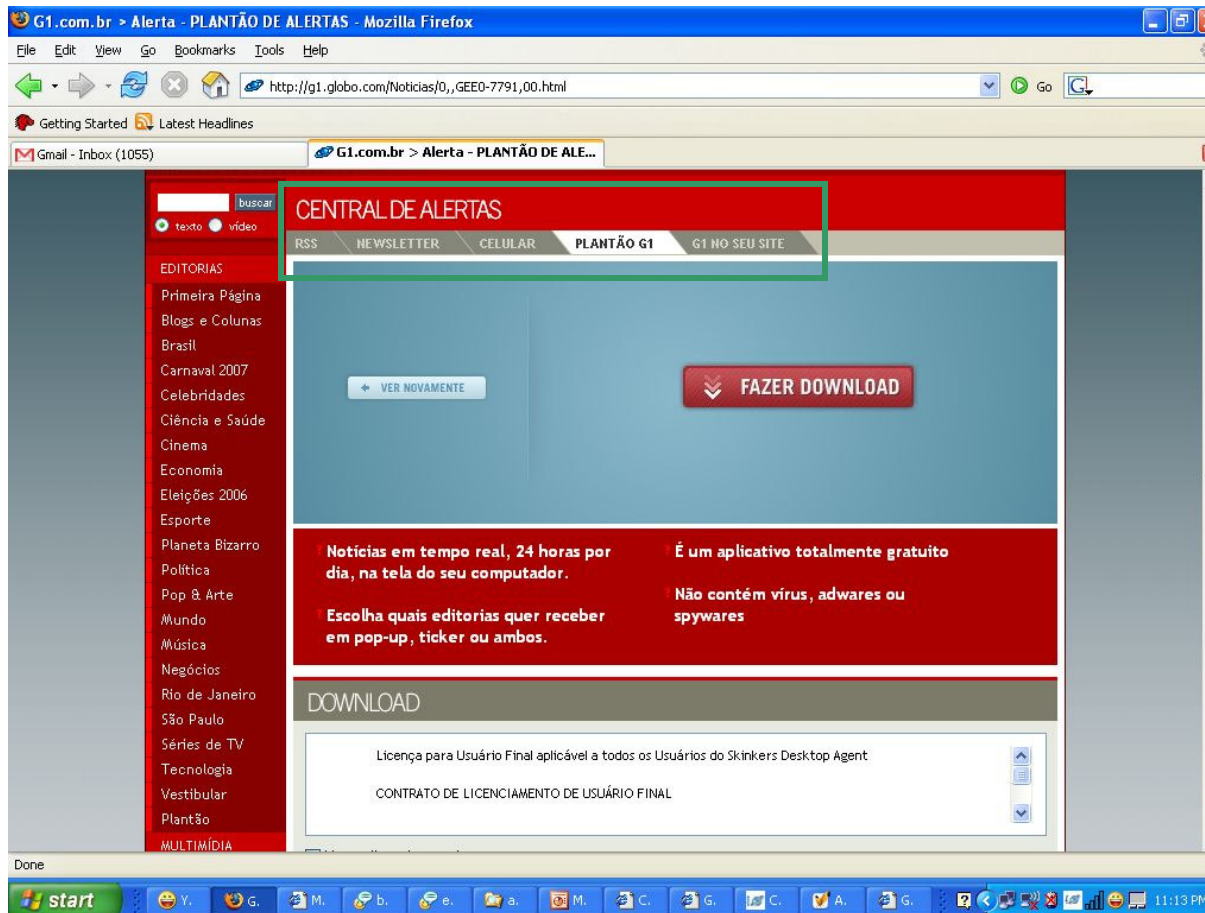 G1.com.br > Alerta - PLANTÃO DE ALERTAS - Mozilla Firefox
File Edit View Go Bookmarks Tools Help
http://g1.globo.com/Noticias/0,,GEE0-7791,00.html Go
Getting Started Latest Headlines
Gmail - Inbox (1055) G1.com.br > Alerta - PLANTÃO DE ALE...
buscar
texto vídeo
CENTRAL DE ALERTAS
RSS NEWSLETTER CELULAR PLANTÃO G1 G1 NO SEU SITE
EDITORIAS
Primeira Página
Blogs e Colunas
Brasil
Carnaval 2007
Celebridades
Ciência e Saúde
Cinema
Economia
Eleições 2006
Esporte
Planeta Bizarro
Política
Pop & Arte
Mundo
Música
Negócios
Rio de Janeiro
São Paulo
Séries de TV
Tecnologia
Vestibular
Plantão
MULTIMÍDIA
VER NOVAMENTE
FAZER DOWNLOAD
Notícias em tempo real, 24 horas por
dia, na tela do seu computador.
Escolha quais editorias quer receber
em pop-up, ticker ou ambos.
É um aplicativo totalmente gratuito
Não contém vírus, adwares ou
spywares
DOWNLOAD
Licença para Usuário Final aplicável a todos os Usuários do Skinkers Desktop Agent
CONTRATO DE LICENCIAMENTO DE USUÁRIO FINAL
Done
start Y. G. M. b. e. a. M. C. G. C. A. G. 11:13 PM